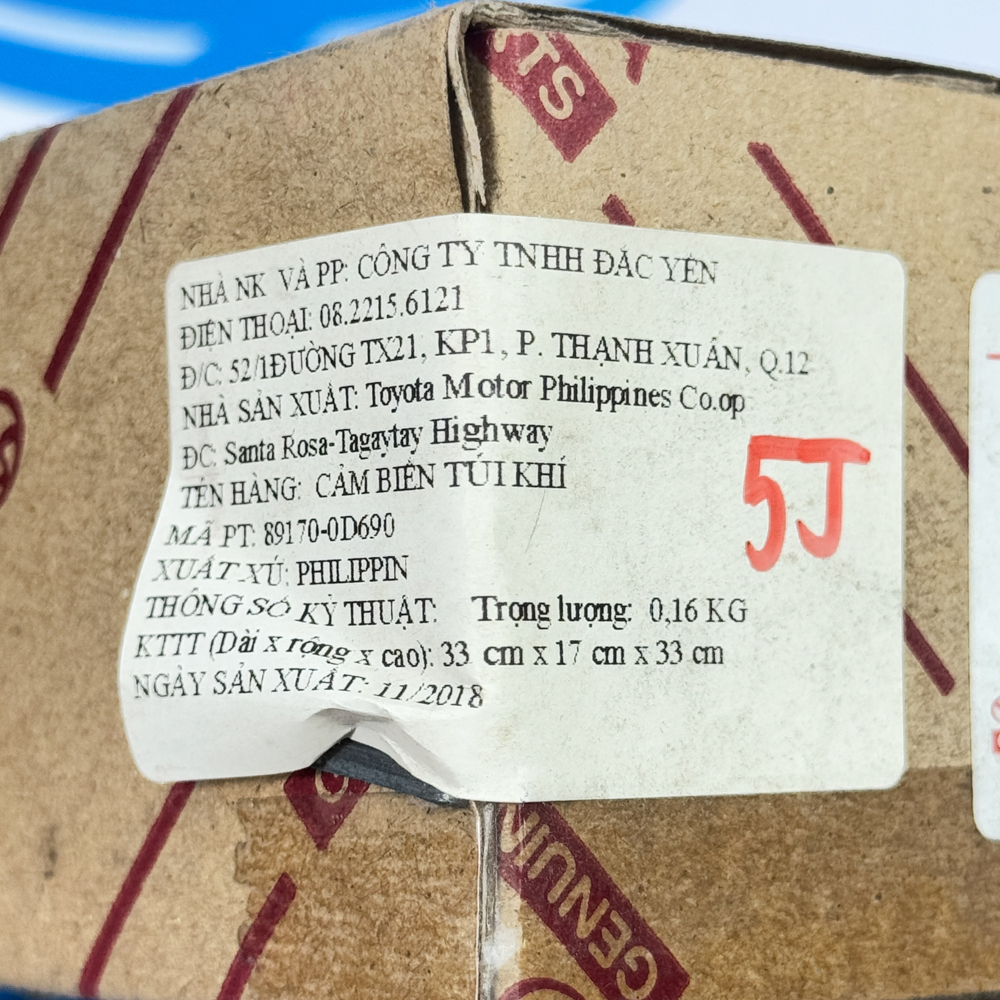 TS
NHÀ NK VÀ PP: CÔNG TY TNHH ĐẮC YẾN
ĐIỆN THOẠI: 08.2215.6121
Đ/C: 52/1ĐƯỜNG TX21, KP1, P. THẠNH XUÂN, Q.12
NHÀ SẢN XUẤT: Toyota Motor Philippines Co.op
ĐC: Santa Rosa-Tagaytay Highway
TÊN HÀNG: CẢM BIẾN TÚI KHÍ
MÃ PT: 89170-0D690
XUẤT XỨ: PHILIPPIN
THÔNG SỐ KỸ THUẬT: Trọng lượng: 0,16 KG
KTTT (Dài x rộng x cao): 33 cm x 17 cm x 33 cm
NGÀY SẢN XUẤT: 11/2018
5J
GENUIN